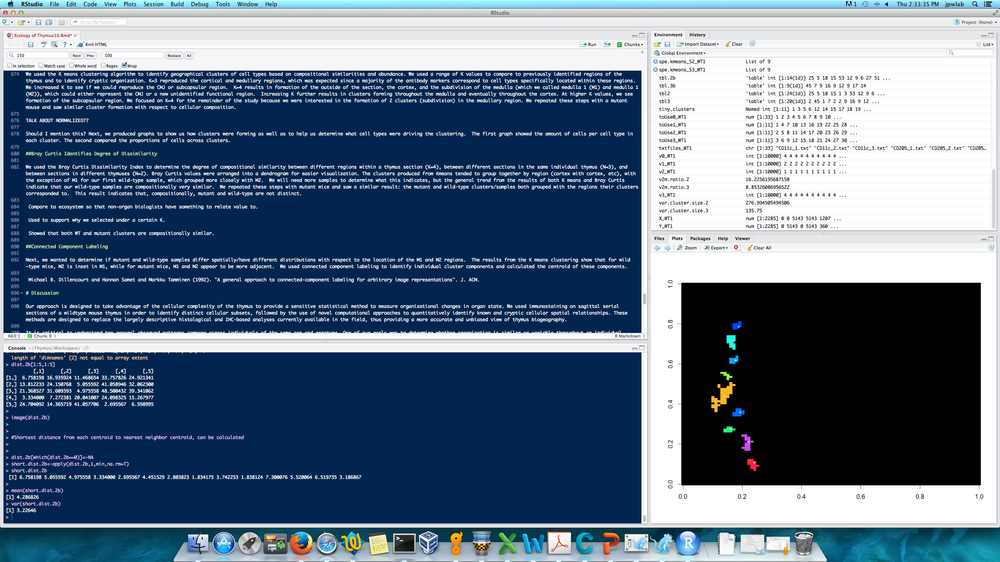 RStudio File Edit Code View Plots Session Build Debug Tools Window Help
1 Thu 2:33:35 PM jpwlab
RStudio
Go to file/function
Project: (None)
Ecology of Thymus10.Rmd*
ABC ? Knit HTML Run Chunks
150 Next Prev 100 Replace All
In selection Match case Whole word Regex Wrap
674 We used the K means clustering algorithm to identify geographical clusters of cell types based on compositional similarities and abundance. We used a range of K values to compare to previously identified regions of the
thymus and to identify cryptic organization. K=3 reproduced the cortical and medullary regions, which was expected since a majority of the antibody markers correspond to cell types specifically located within these regions.
We increased K to see if we could reproduce the CMJ or subcapsular region.  K=4 results in formation of the outside of the section, the cortex, and the subdivision of the medulla (which we called medulla 1 (M1) and medulla 1
(M2)), which could either represent the CMJ or a new unidentified functional region.  Increasing K further results in clusters forming throughout the medulla and eventually throughout the cortex. At higher K values, we see
formation of the subcapsular region. We focused on K=4 for the remainder of the study because we were interested in the formation of 2 clusters (subdivision) in the medullary region. We repeated these steps with a mutant
mouse and saw similar cluster formation with respect to cellular composition.
675
676 TALK ABOUT NORMALIZED??
677
678 Should I mention this? Next, we produced graphs to show us how clusters were forming as well as to help us determine what cell types were driving the clustering.  The first graph showed the amount of cells per cell type in
each cluster. The second compared the proportions of cells across clusters.
679
680 ##Bray Curtis Identifies Degree of Dissimilarity
681
682 We used the Bray Curtis Dissimilarity Index to determine the degree of compositional similarity between different regions within a thymus section (K=4), between different sections in the same individual thymus (N=3), and
between sections in different thymuses (N=2). Bray Curtis values were arranged into a dendrogram for easier visualization. The clusters produced from Kmeans tended to group together by region (cortex with cortex, etc), with
the exception of M1 for our first wild-type sample, which grouped more closely with M2.  We will need more samples to determine what this indicates, but the general trend from the results of both K means and Bray Curtis
indicate that our wild-type samples are compositionally very similar.  We repeated these steps with mutant mice and saw a similar result: the mutant and wild-type clusters/samples both grouped with the regions their clusters
corresponded to.  This result indicates that, compositionally, mutant and wild-type are not distinct.
683
684 Compare to ecosystem so that non-organ biologists have something to relate value to.
685
686 Used to support why we selected under a certain K.
687
688 Showed that both WT and mutant clusters are compositionally similar.
689
690 ##Connected Component Labeling
691
692 Next, we wanted to determine if mutant and wild-type samples differ spatially/have different distributions with respect to the location of the M1 and M2 regions.  The results from the K means clustering show that for wild
-type mice, M2 is inset in M1, while for mutant mice, M1 and M2 appear to be more adjacent.  We used connected component labeling to identify individual cluster components and calculated the centroid of these components.
693
694 Michael B. Dillencourt and Hannan Samet and Markku Tamminen (1992). "A general approach to connected-component labeling for arbitrary image representations". J. ACM.
695
696 # Discussion
697
698 Our approach is designed to take advantage of the cellular complexity of the thymus to provide a sensitive statistical method to measure organizational changes in organ state. We used immunostaining on sagittal serial
sections of a wildtype mouse thymus in order to identify distinct cellular subsets, followed by the use of novel computational approaches to quantitatively identify known and cryptic cellular spatial relationships. These
methods are designed to replace the largely descriptive histological and IHC-based analyses currently available in the field, thus providing a more accurate and unbiased view of thymus biogeography.
699
700 It is critical to understand how general observed patterns compare across individuals of the same age and genotype. One of our goals was to determine whether organization is similar or variable throughout an individual
663:1 Chunk 9 R Markdown
Console ~/Thymus/Workspace/
length of 'dimnames' [2] not equal to array extent
> dist.2b[1:5,1:5]
[,1] [,2] [,3] [,4] [,5]
[1,] 6.758198 16.935924 11.468654 33.757826 24.921341
[2,] 13.812233 24.150768 5.055592 41.058946 32.062300
[3,] 21.368527 31.609393 4.975558 48.500432 39.341062
[4,] 3.334000 7.272381 20.041007 24.098325 15.267977
[5,] 24.704092 14.365719 41.057706 2.695567 6.598995
>
> image(dist.2b)
>
>
> #Shortest distance from each centroid to nearest neighbor centroid, can be calculated
>
>
> dist.2b[which(dist.2b==0)]<-NA
> short.dist.2b<-apply(dist.2b,1,min,na.rm=T)
> short.dist.2b
[1] 6.758198 5.055592 4.975558 3.334000 2.695567 4.451529 2.803823 1.834175 3.742253 1.838124 7.300076 5.520064 6.519735 3.186867
>
> mean(short.dist.2b)
[1] 4.286826
> var(short.dist.2b)
[1] 3.22646
>
Environment History
Import Dataset Clear List
Global Environment
spe.kmeans_S2_WT1 List of 9
spe.kmeans_S3_WT1 List of 9
tbl.2b 'table' int [1:14(1d)] 25 5 18 15 53 12 9 6 27 51 ...
tbl.3b 'table' int [1:9(1d)] 45 7 9 16 9 12 9 17 14
tbl2 'table' int [1:24(1d)] 25 5 18 15 1 3 53 12 9 6 ...
tbl3 'table' int [1:20(1d)] 2 45 1 7 2 2 9 16 9 12 ...
tiny.clusters Named int [1:11] 1 3 5 6 12 14 15 17 18 19 ...
toUse0_WT1 num [1:33] 1 2 3 4 5 6 7 8 9 10 ...
toUse1_WT1 num [1:11] 1 4 7 10 13 16 19 22 25 28 ...
toUse2_WT1 num [1:11] 2 5 8 11 14 17 20 23 26 29 ...
toUse3_WT1 num [1:11] 3 6 9 12 15 18 21 24 27 30 ...
txtfiles_WT1 chr [1:33] "CD11c_1.txt" "CD11c_2.txt" "CD11c_3.txt" "CD205_1.txt" "CD205_2.txt" "CD205…
v0_WT1 int [1:10000] 4 4 4 4 4 4 4 4 4 4 ...
v1_WT1 int [1:10000] 2 2 2 2 2 2 2 2 2 2 ...
v2_WT1 int [1:10000] 1 1 1 1 1 1 1 1 1 1 ...
v2m.ratio.2 16.2256195687158
v2m.ratio.3 8.85326086956522
v3_WT1 int [1:10000] 4 4 4 4 4 4 4 4 4 4 ...
var.cluster.size.2 276.994505494506
var.cluster.size.3 135.75
X_WT1 num [1:2285] 0 0 5143 5143 1207 ...
Y_WT1 num [1:2285] 0 5143 0 5143 360 ...
Files Plots Packages Help Viewer
Zoom Export Clear All
1.0
0.8
0.6
0.4
0.2
0.0
0.0 0.2 0.4 0.6 0.8 1.0